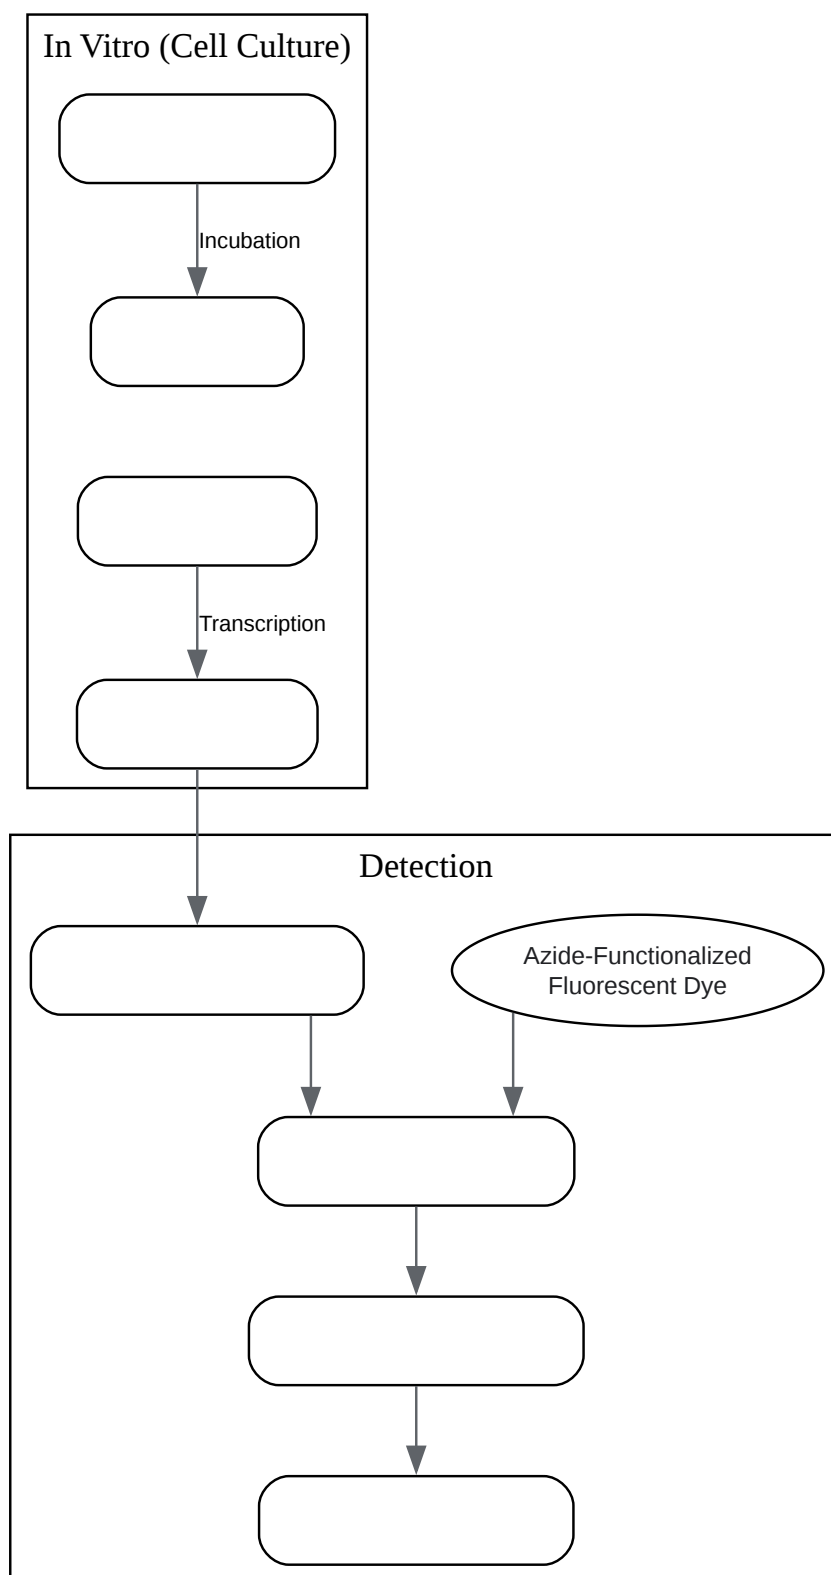 In Vitro (Cell Culture)
Incubation
Transcription
Detection
Azide-Functionalized
Fluorescent Dye